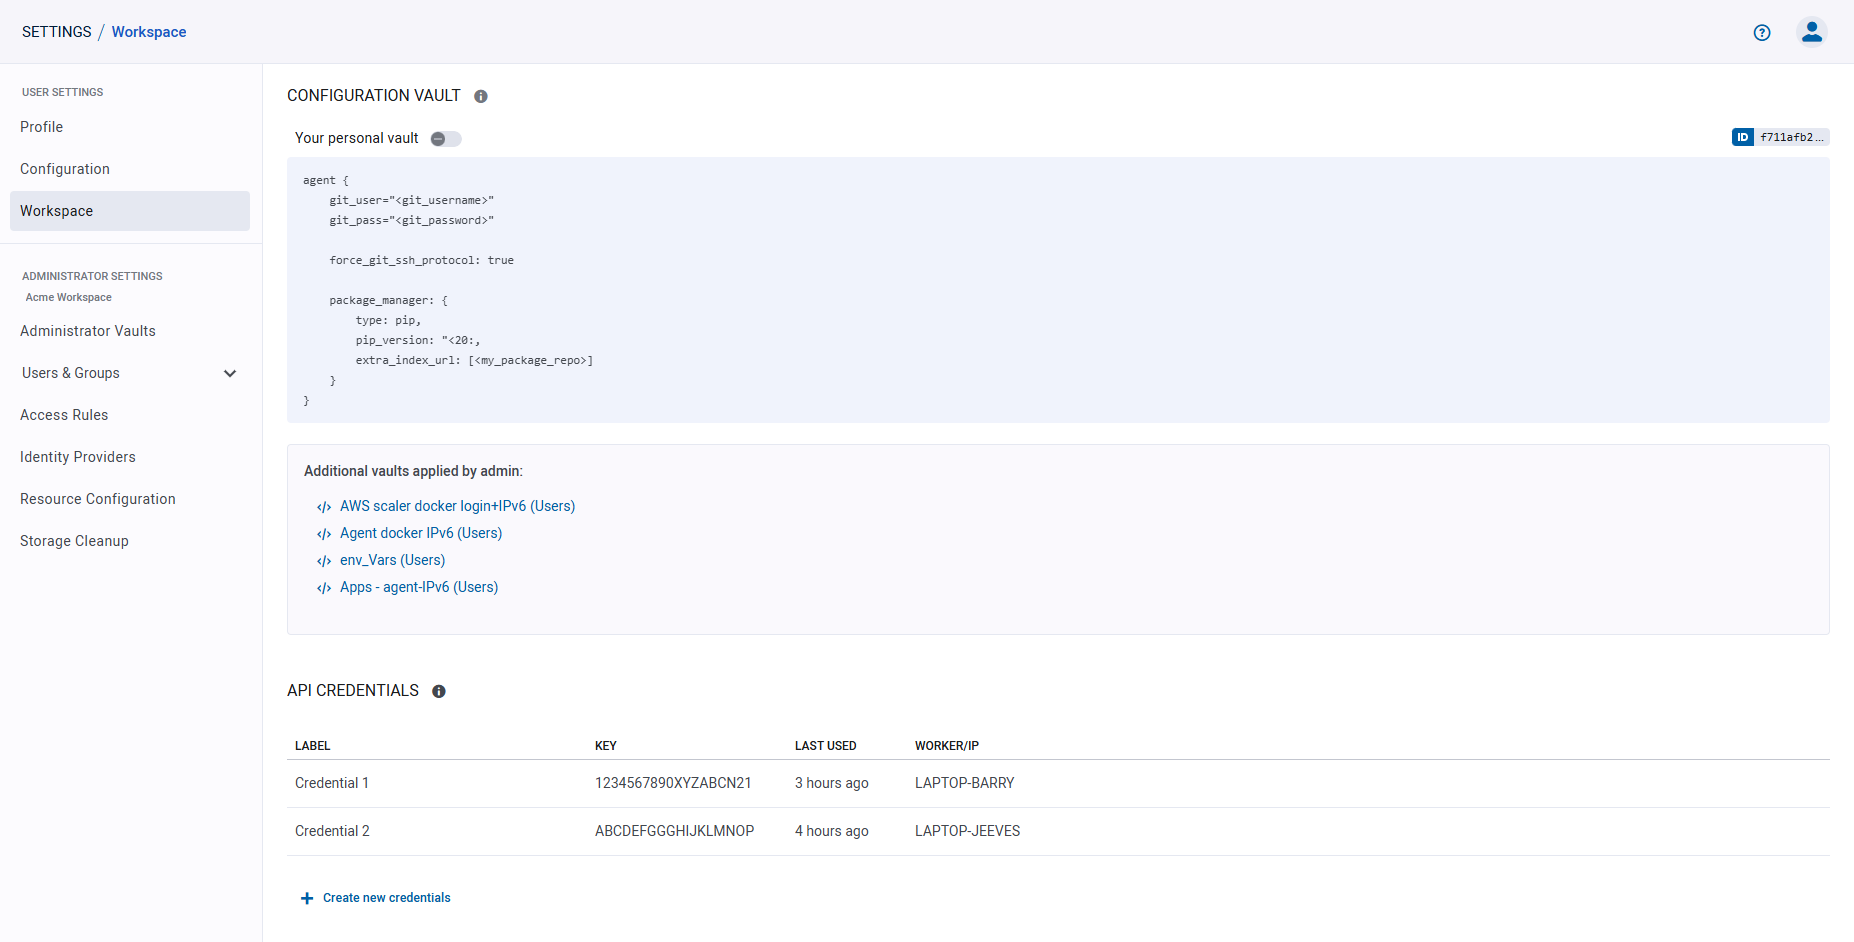 SETTINGS / Workspace
USER SETTINGS
Profile
Configuration
Workspace
ADMINISTRATOR SETTINGS
Acme Workspace
Administrator Vaults
Users & Groups
Access Rules
Identity Providers
Resource Configuration
Storage Cleanup
CONFIGURATION VAULT
Your personal vault
ID f711afb2...
agent {
    git_user="<git_username>"
    git_pass="<git_password>"
    force_git_ssh_protocol: true
    package_manager: {
        type: pip,
        pip_version: "<20:,
        extra_index_url: [<my_package_repo>]
    }
}
Additional vaults applied by admin:
</> AWS scaler docker login+IPv6 (Users)
</> Agent docker IPv6 (Users)
</> env_Vars (Users)
</> Apps - agent-IPv6 (Users)
API CREDENTIALS
LABEL KEY LAST USED WORKER/IP
Credential 1 1234567890XYZABCN21 3 hours ago LAPTOP-BARRY
Credential 2 ABCDEFGGGHIJKLMNOP 4 hours ago LAPTOP-JEEVES
+ Create new credentials